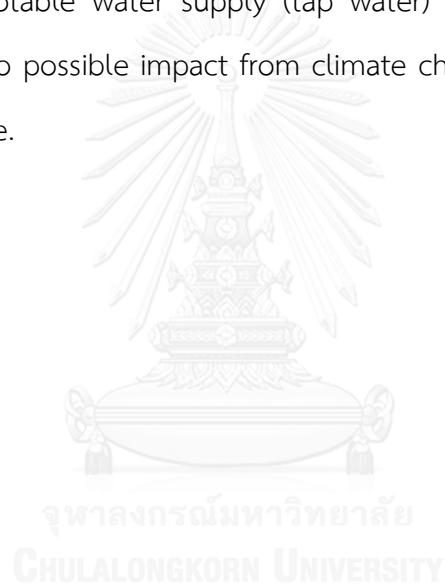 otable water supply (tap water)
o possible impact from climate ch
e.
จุฬาลงกรณ์มหาวิทยาลัย
CHULALONGKORN UNIVERSITY